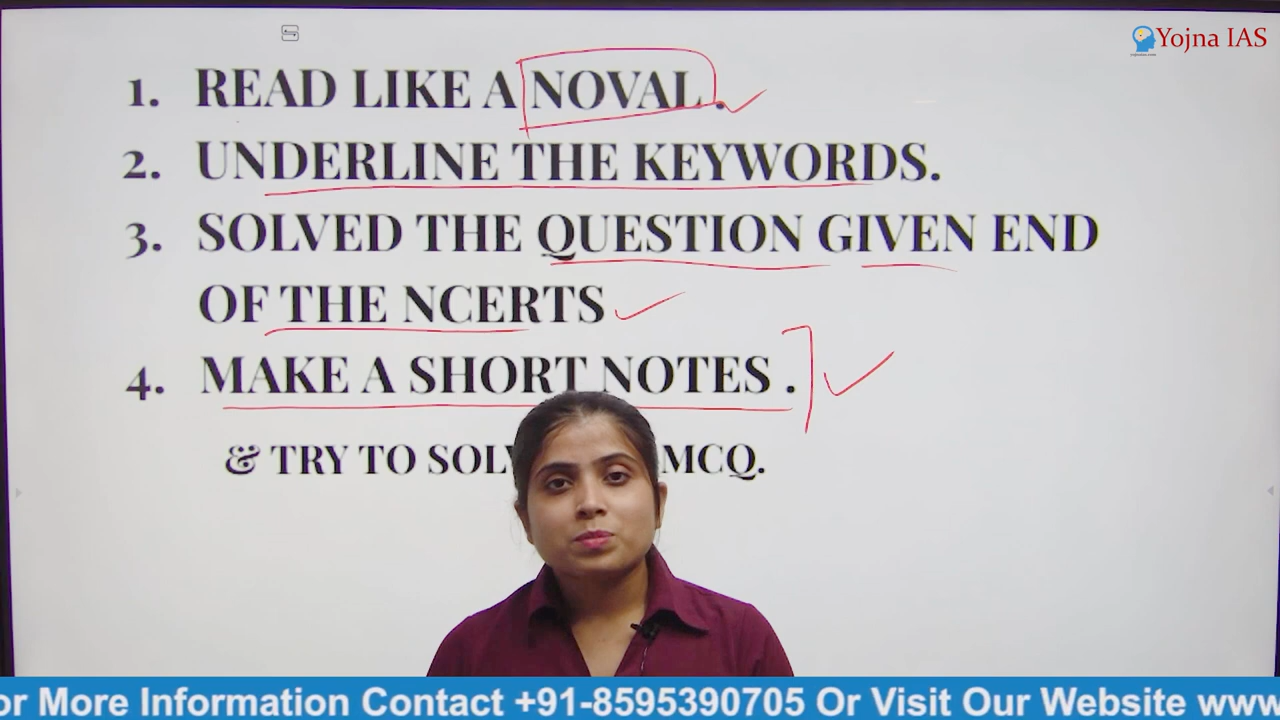 Yojna IAS
1. READ LIKE A NOVAL .
2. UNDERLINE THE KEYWORDS.
3. SOLVED THE QUESTION GIVEN END
OF THE NCERTS
4. MAKE A SHORT NOTES .
& TRY TO MCQ.
or More Information Contact +91-8595390705 Or Visit Our Website www